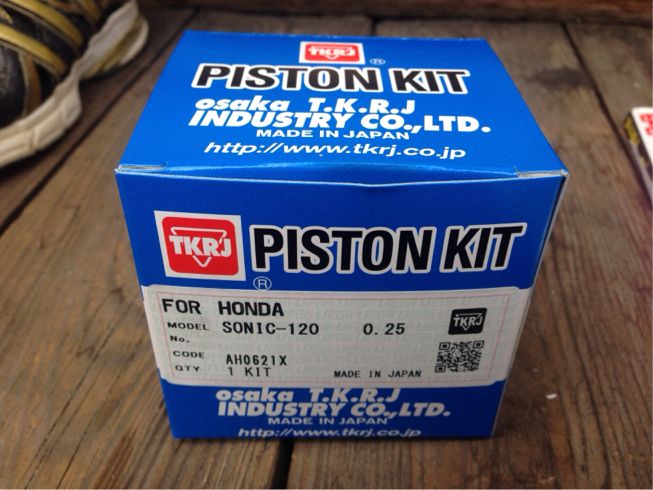 TKRJ
®
PISTON KIT
osaka T.K.R.J
INDUSTRY CO.,LTD.
MADE IN JAPAN
http://www.tkrj.co.jp
TKRJ
®
PISTON KIT
FOR HONDA
MODEL SONIC-120 0.25
No.
TKRJ
CODE AH0621X
QTY 1 KIT
MADE IN JAPAN
osaka T.K.R.J
INDUSTRY CO.,LTD.
MADE IN JAPAN
http://www.tkrj.co.jp